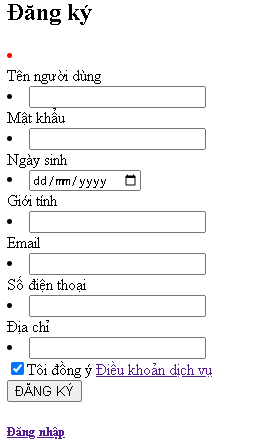 Đăng ký
Tên người dùng
Mật khẩu
Ngày sinh
dd/mm/yyyy
Giới tính
Email
Số điện thoại
Địa chỉ
Tôi đồng ý Điều khoản dịch vụ
ĐĂNG KÝ
Đăng nhập